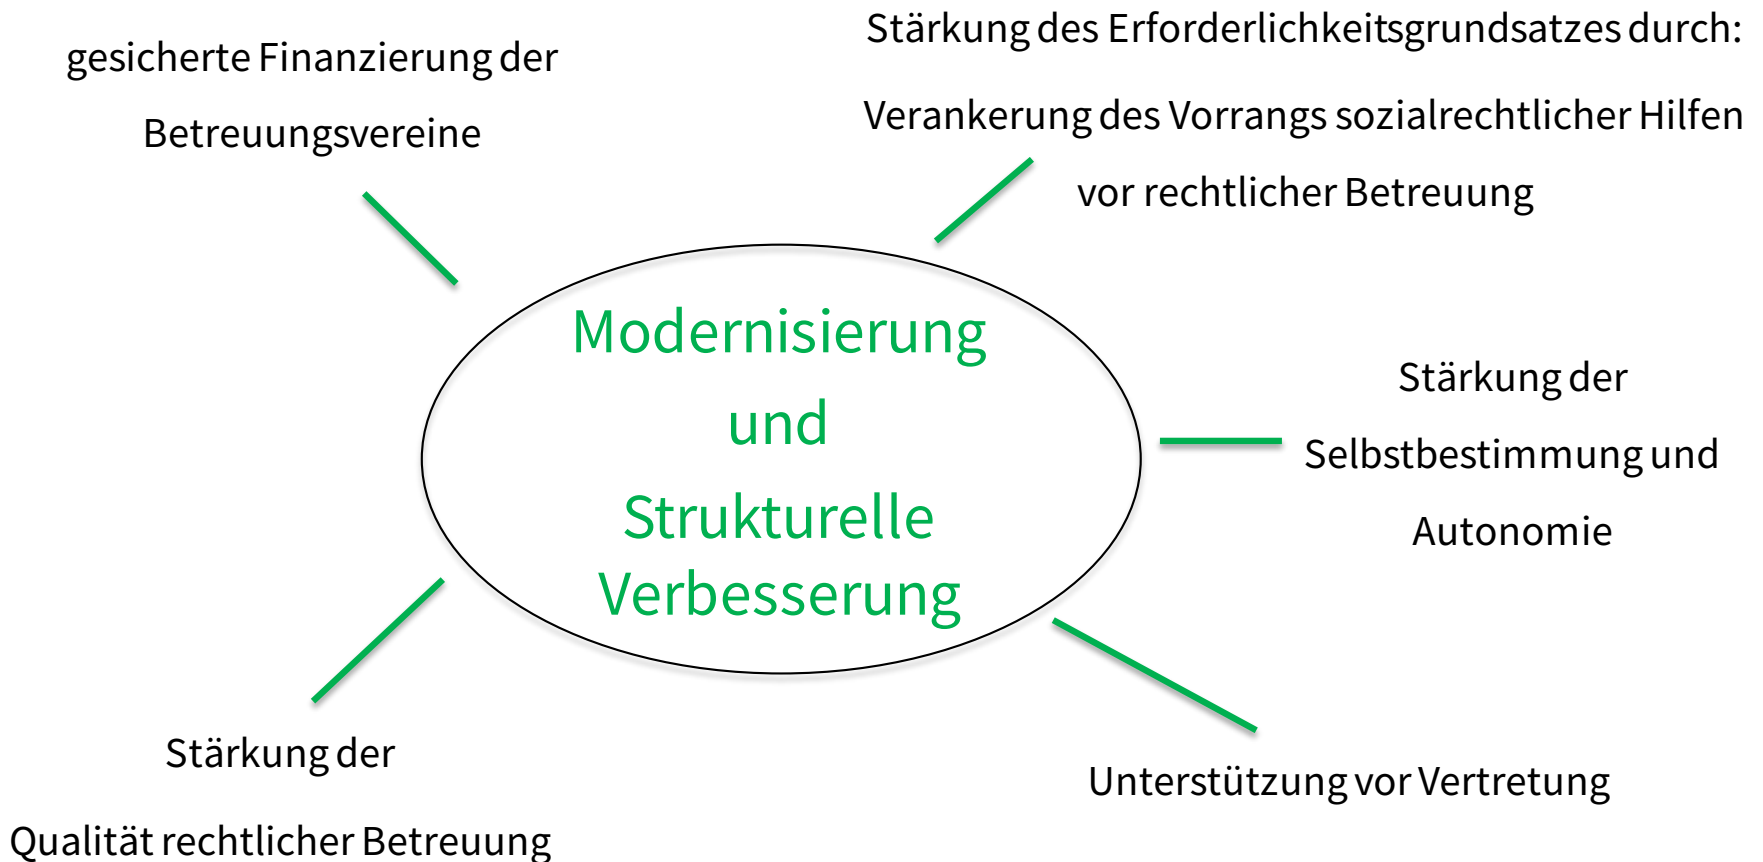 gesicherte Finanzierung der
Betreuungsvereine
Stärkung des Erforderlichkeitsgrundsatzes durch:
Verankerung des Vorrangs sozialrechtlicher Hilfen
vor rechtlicher Betreuung
Modernisierung
und
Strukturelle
Verbesserung
Stärkung der
Selbstbestimmung und
Autonomie
Stärkung der
Qualität rechtlicher Betreuung
Unterstützung vor Vertretung